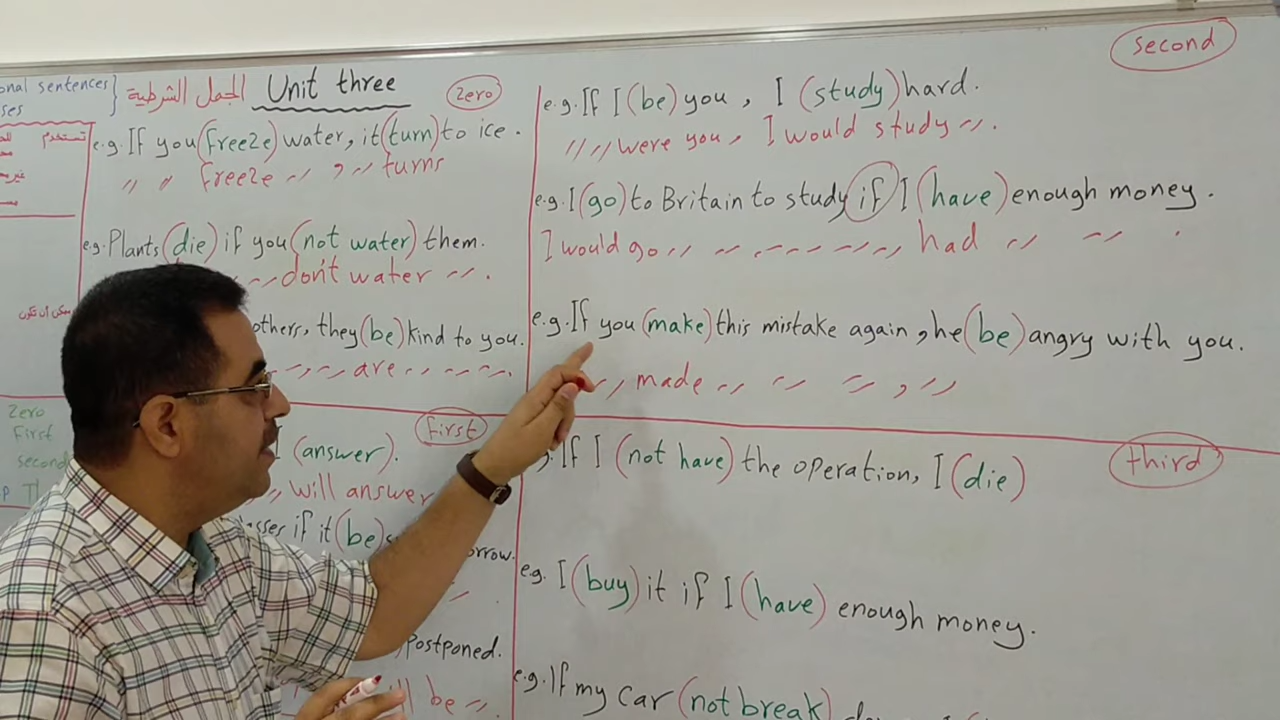 onal sentences }
ses
الجمل الشرطية
Unit three
zero
تستخدم
e.g. If you (freeze) water, it (turn) to ice.
〃 〃 freeze 〃 , 〃 turns
e.g. Plants (die) if you (not water) them.
〃 don't water 〃 .
others, they (be) kind to you.
〃 , 〃 are 〃 〃 〃 .
Zero
First
second
first
I (answer).
〃 will answer
if it (be)
orrow.
postponed.
be 〃 .
second
e.g. If I (be) you, I (study) hard.
〃 〃 were you, I would study 〃 .
e.g. I (go) to Britain to study if I (have) enough money.
I would go 〃 〃 〃 〃 〃 〃 had 〃 〃 .
e.g. If you (make) this mistake again, he (be) angry with you.
〃 made 〃 〃 〃 , 〃
third
If I (not have) the operation, I (die)
e.g. I (buy) it if I (have) enough money.
e.g. If my car (not break)